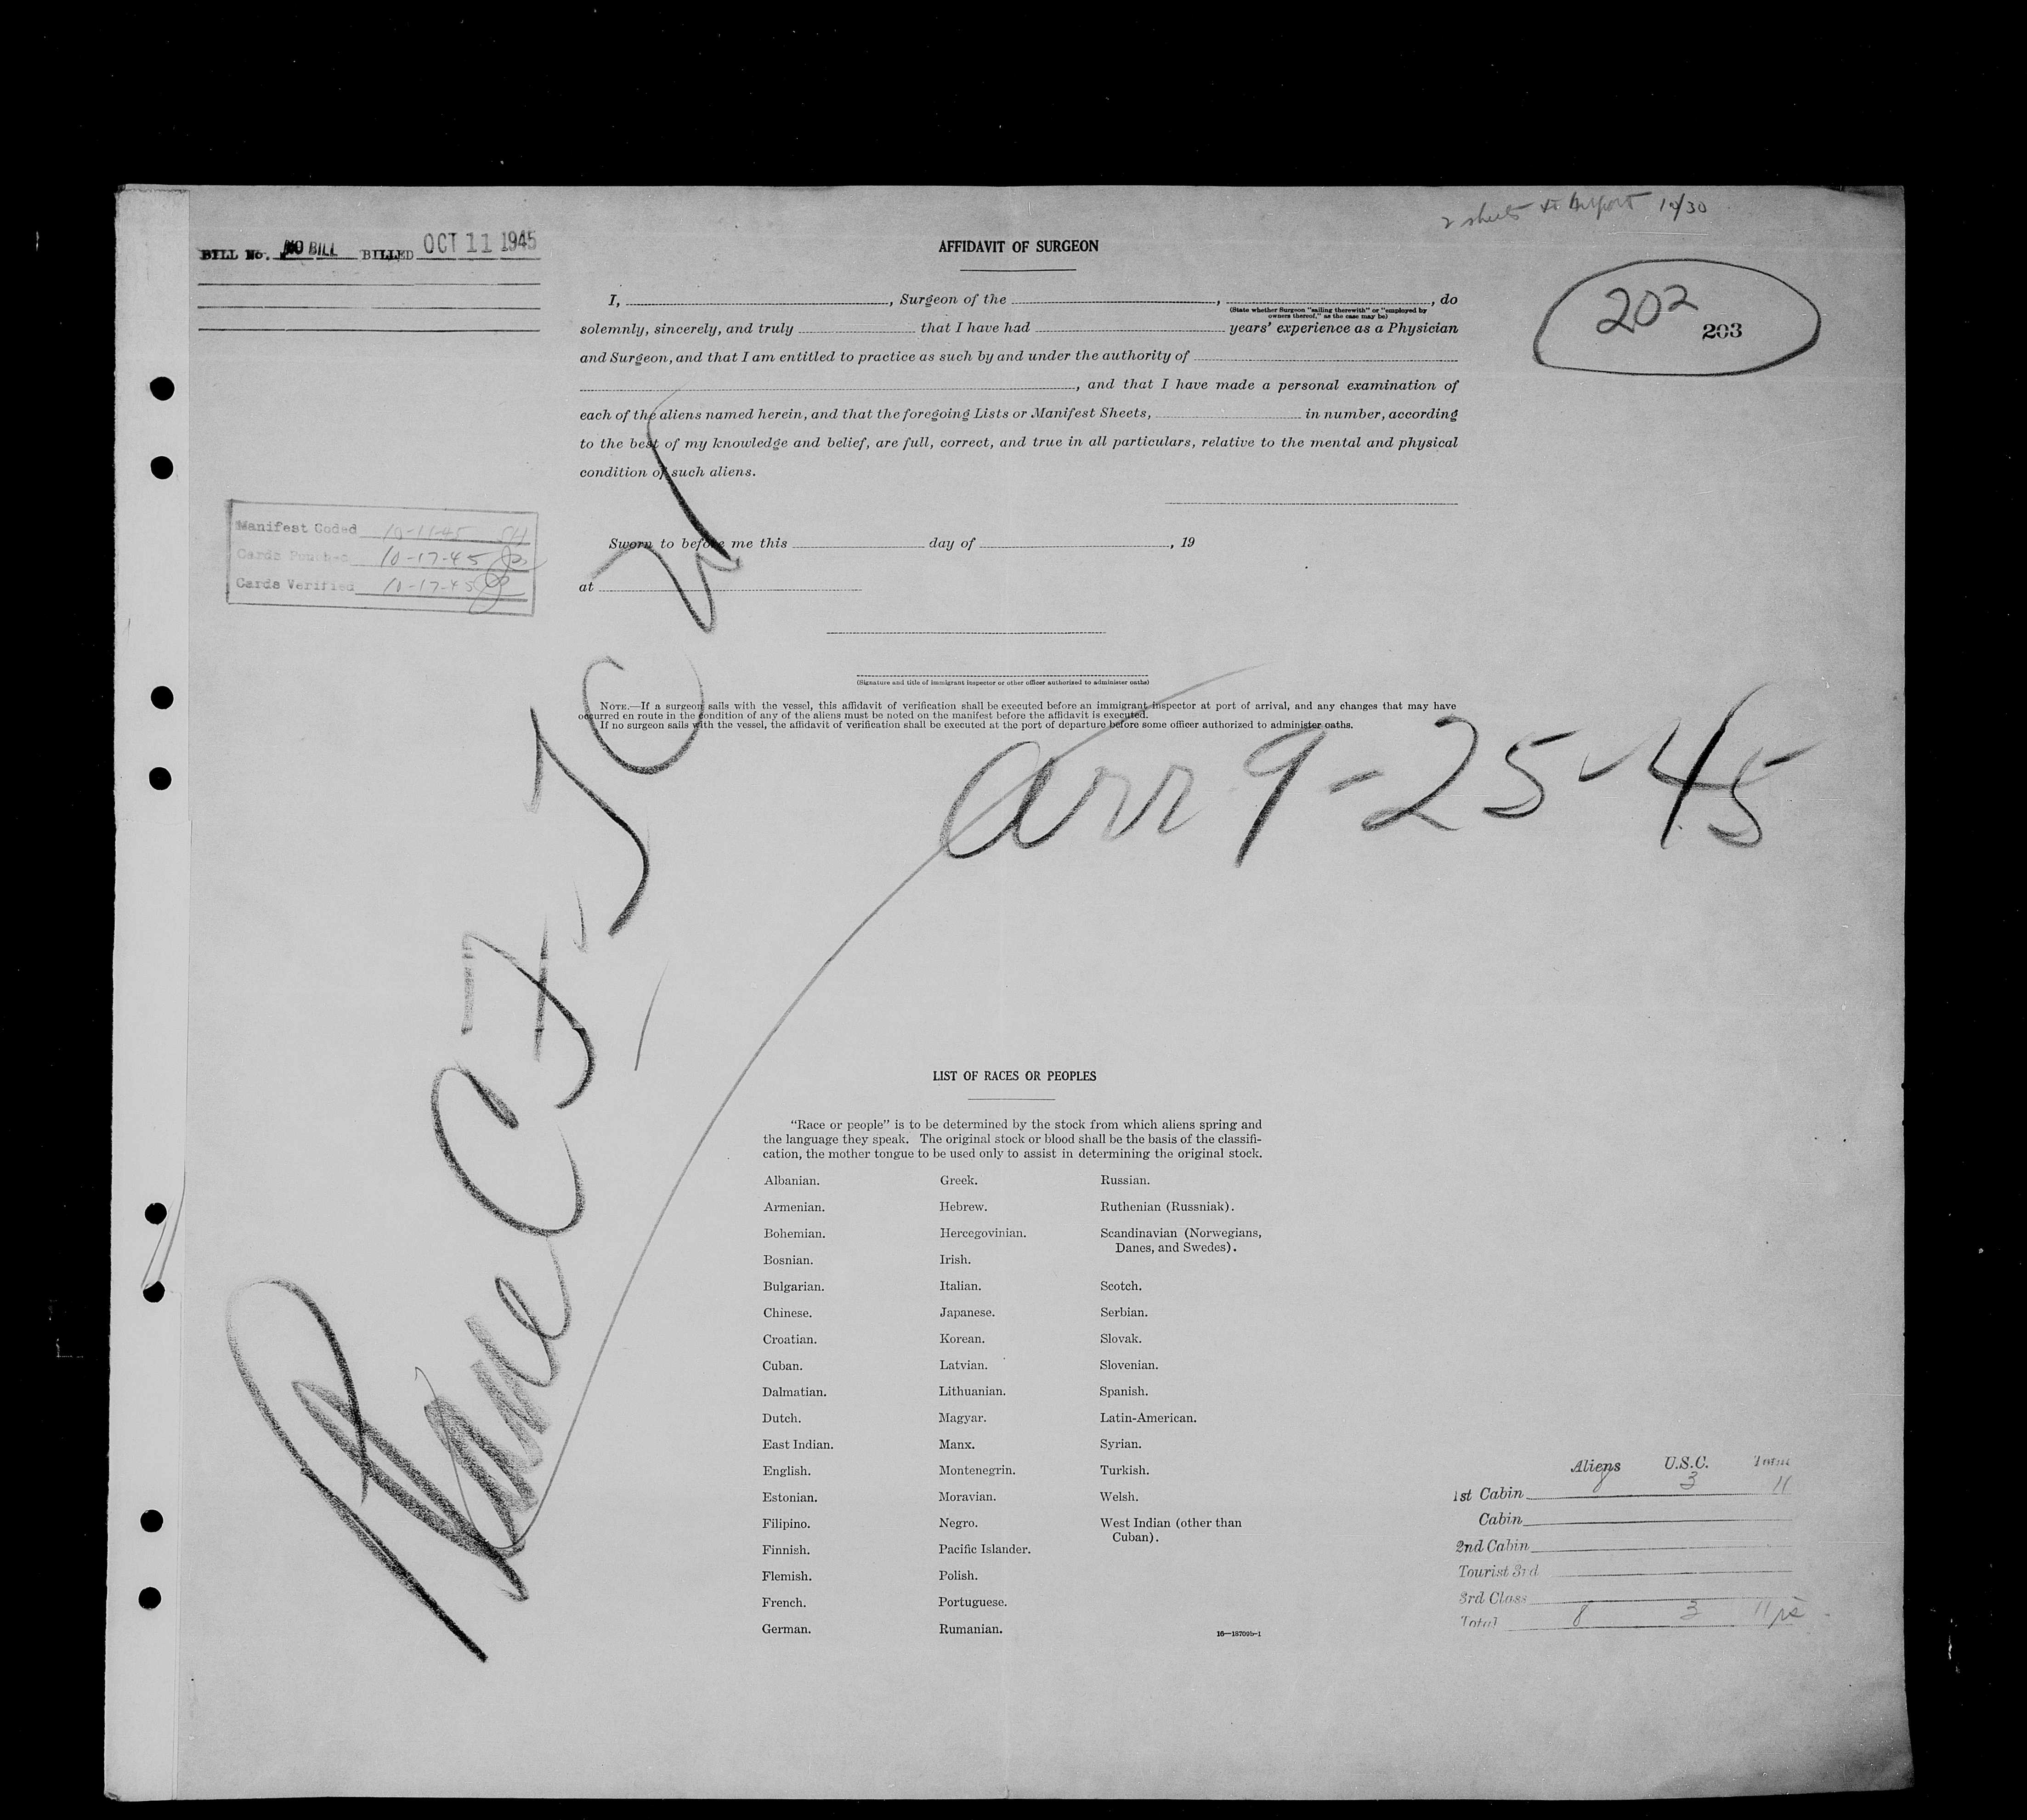 2 sheets to Airport 10/30
BILL No. NO BILL BILLED OCT 11 1945
AFFIDAVIT OF SURGEON
202
203
I, , Surgeon of the , , do
(State whether Surgeon "sailing therewith" or "employed by
owners thereof," as the case may be)
solemnly, sincerely, and truly that I have had years' experience as a Physician
and Surgeon, and that I am entitled to practice as such by and under the authority of
, and that I have made a personal examination of
each of the aliens named herein, and that the foregoing Lists or Manifest Sheets, in number, according
to the best of my knowledge and belief, are full, correct, and true in all particulars, relative to the mental and physical
condition of such aliens.
Manifest Coded 10-11-45
Cards Punched 10-17-45
Cards Verified 10-17-45
Sworn to before me this day of , 19
at
(Signature and title of immigrant inspector or other officer authorized to administer oaths)
NOTE.—If a surgeon sails with the vessel, this affidavit of verification shall be executed before an immigrant inspector at port of arrival, and any changes that may have
occurred en route in the condition of any of the aliens must be noted on the manifest before the affidavit is executed.
If no surgeon sails with the vessel, the affidavit of verification shall be executed at the port of departure before some officer authorized to administer oaths.
Plane CF-
arr 9-25-45
LIST OF RACES OR PEOPLES
"Race or people" is to be determined by the stock from which aliens spring and
the language they speak. The original stock or blood shall be the basis of the classifi-
cation, the mother tongue to be used only to assist in determining the original stock.
Albanian.
Armenian.
Bohemian.
Bosnian.
Bulgarian.
Chinese.
Croatian.
Cuban.
Dalmatian.
Dutch.
East Indian.
English.
Estonian.
Filipino.
Finnish.
Flemish.
French.
German.
Greek.
Hebrew.
Hercegovinian.
Irish.
Italian.
Japanese.
Korean.
Latvian.
Lithuanian.
Magyar.
Manx.
Montenegrin.
Moravian.
Negro.
Pacific Islander.
Polish.
Portuguese.
Rumanian.
Russian.
Ruthenian (Russniak).
Scandinavian (Norwegians,
Danes, and Swedes).
Scotch.
Serbian.
Slovak.
Slovenian.
Spanish.
Latin-American.
Syrian.
Turkish.
Welsh.
West Indian (other than
Cuban).
16—18709b-1
Aliens U.S.C. Total
1st Cabin 8 3 11
Cabin
2nd Cabin
Tourist 3rd
3rd Class
Total 8 3 11